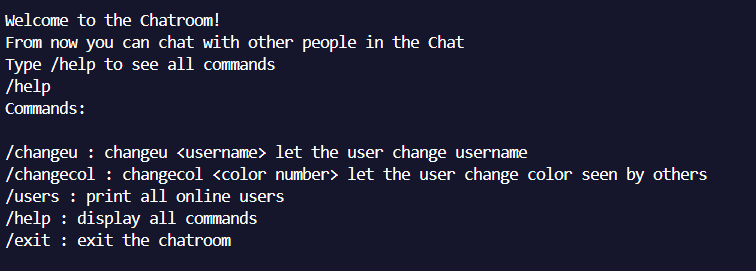 Welcome to the Chatroom!
From now you can chat with other people in the Chat
Type /help to see all commands
/help
Commands:
/changeu : changeu <username> let the user change username
/changecol : changecol <color number> let the user change color seen by others
/users : print all online users
/help : display all commands
/exit : exit the chatroom